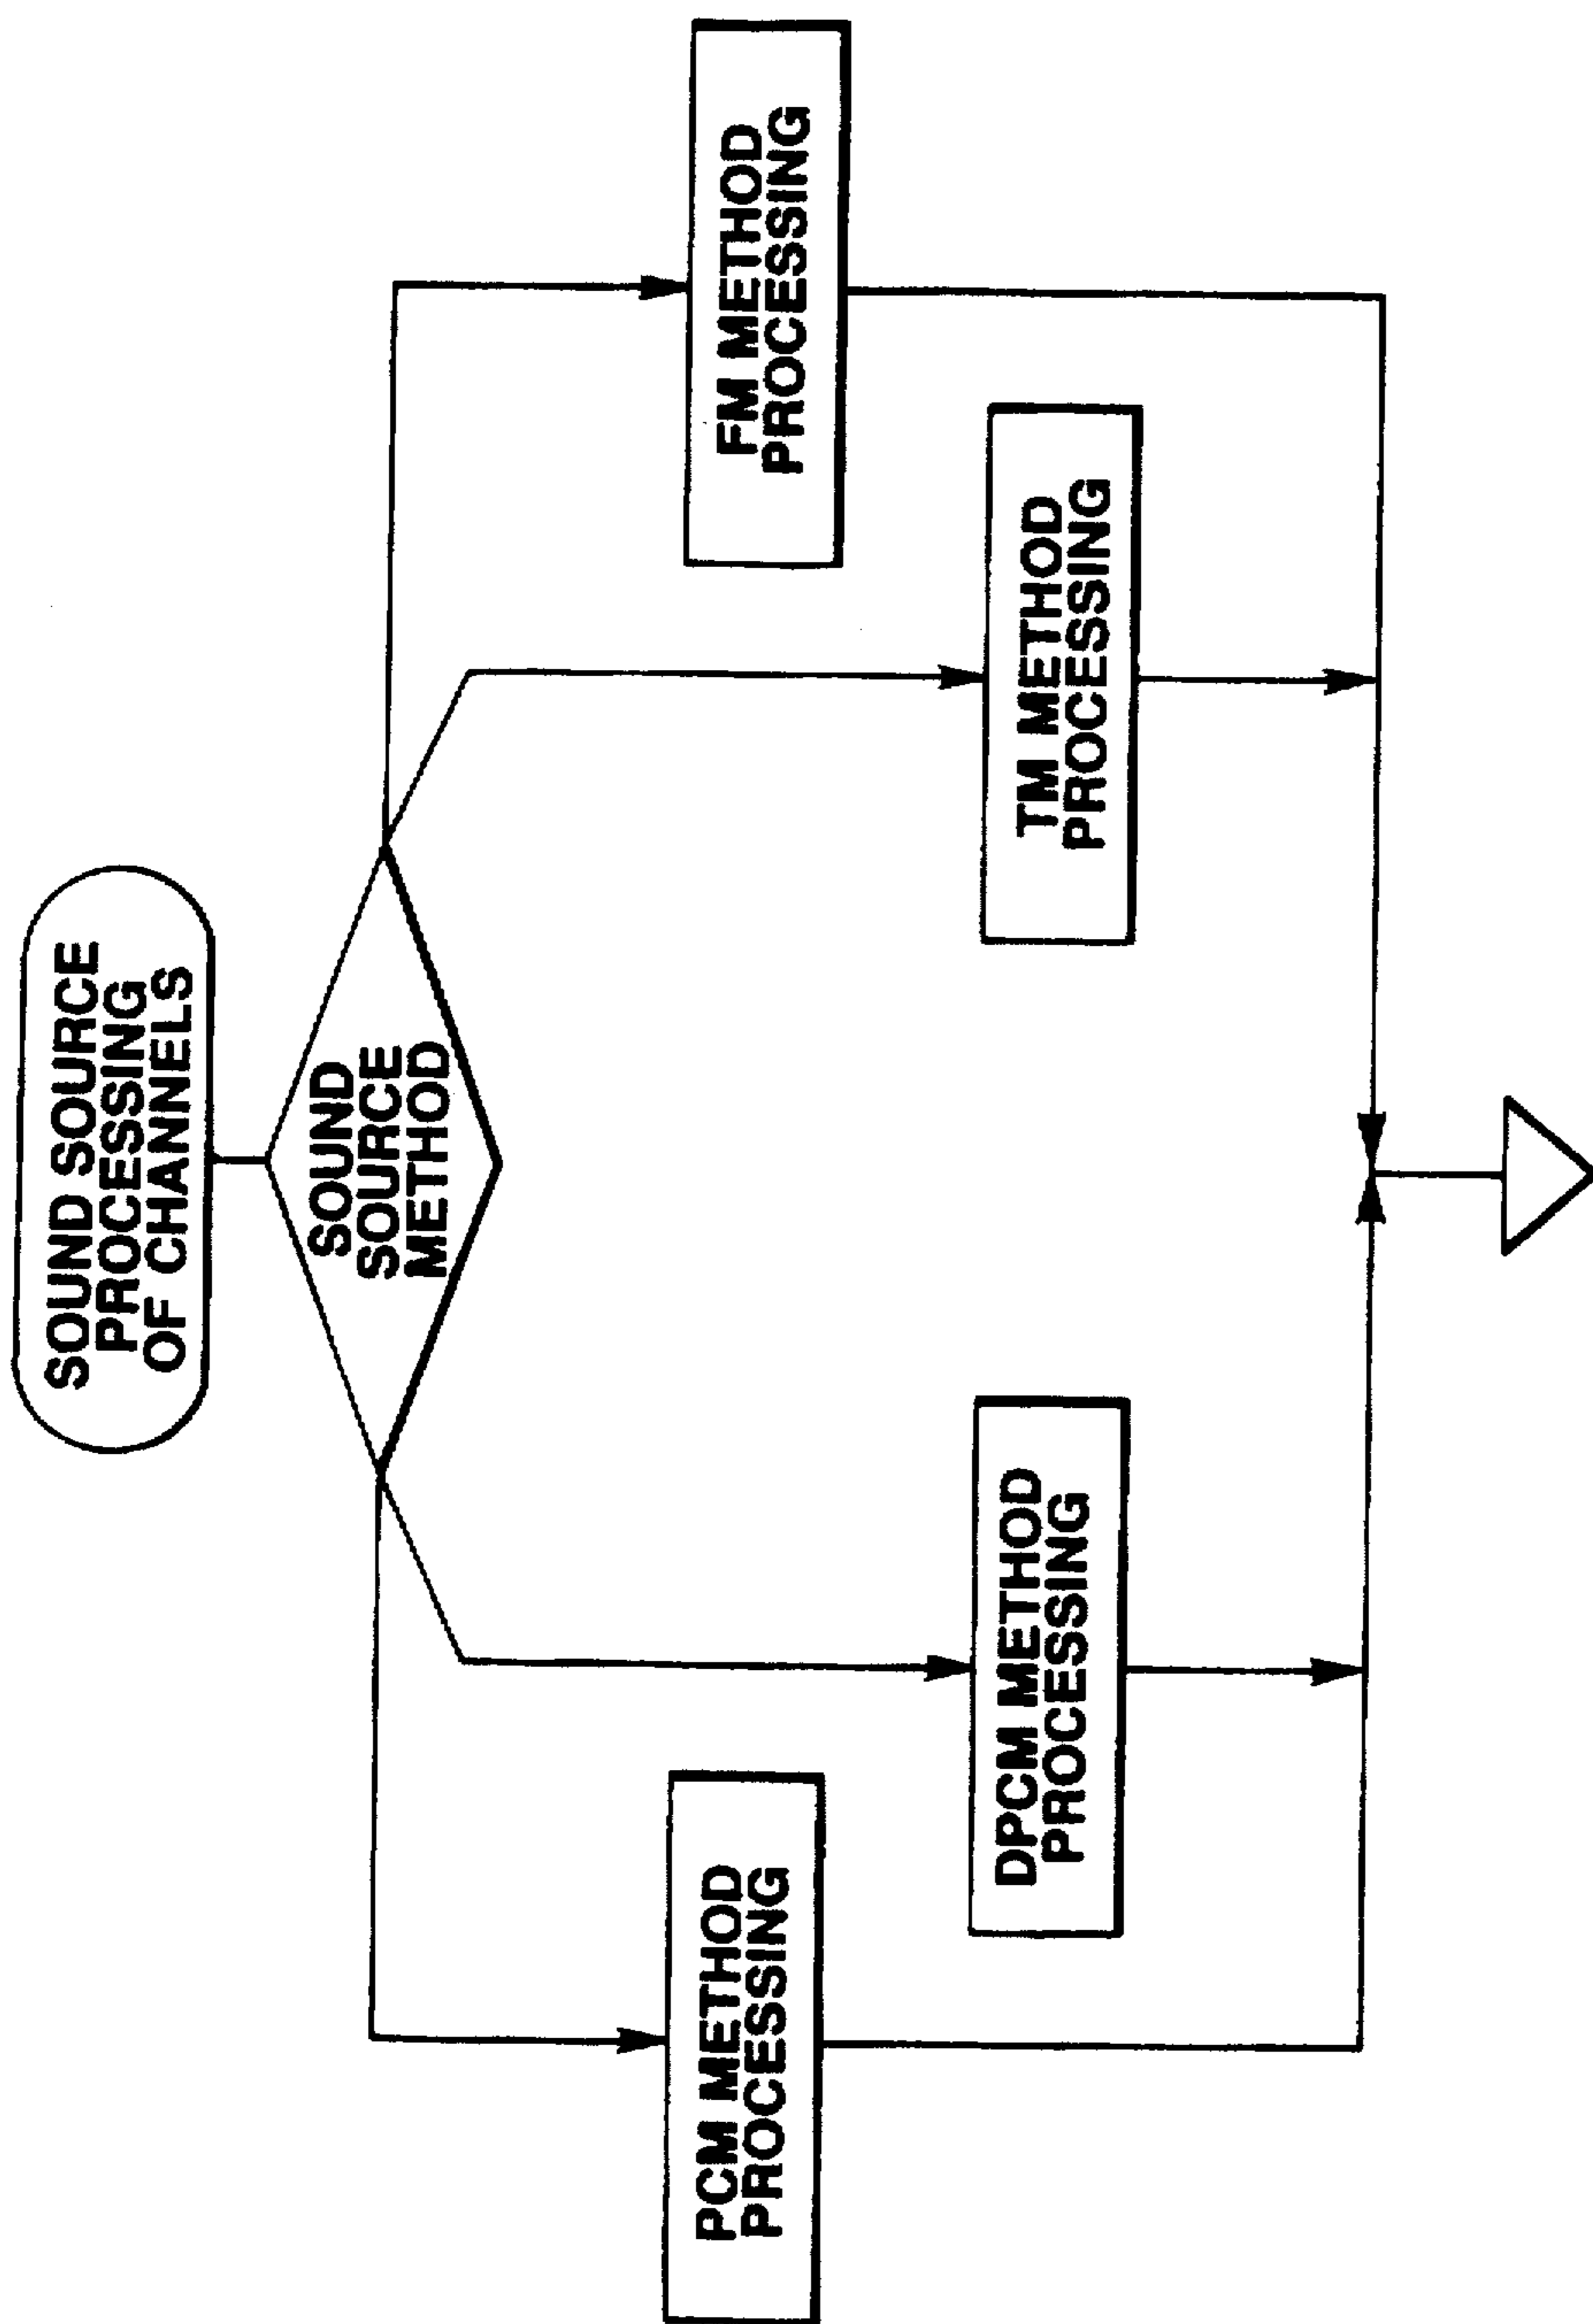 SOUND SOURCE
PROCESSING
OF CHANNELS
SOUND
SOURCE
METHOD
PCM METHOD
PROCESSING
DPCM METHOD
PROCESSING
TM METHOD
PROCESSING
FM METHOD
PROCESSING